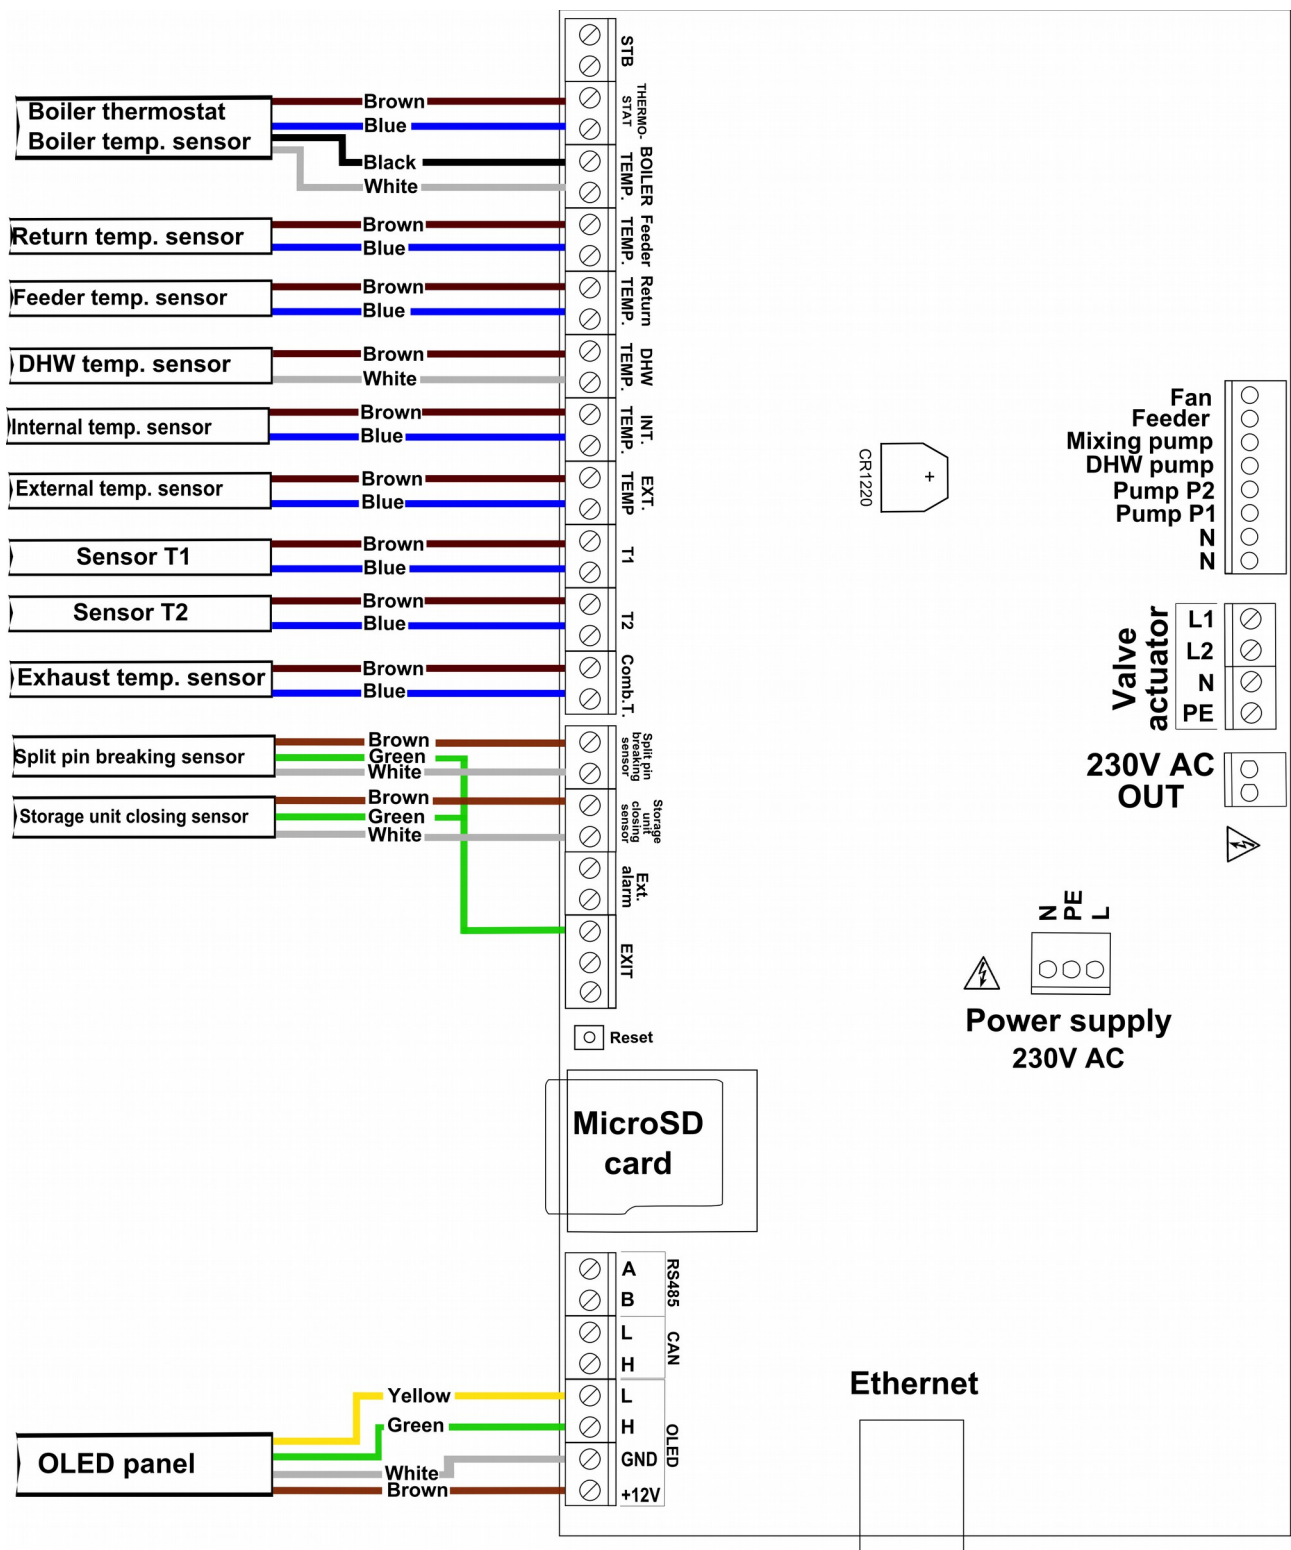 STB
Boiler thermostat
Boiler temp. sensor
Brown
Blue
Black
White
THERMO-
STAT
BOILER
TEMP.
Return temp. sensor
Brown
Blue
Feeder
TEMP.
Feeder temp. sensor
Brown
Blue
Return
TEMP.
DHW temp. sensor
Brown
White
DHW
TEMP.
Internal temp. sensor
Brown
Blue
INT.
TEMP.
External temp. sensor
Brown
Blue
EXT.
TEMP
Sensor T1
Brown
Blue
T1
Sensor T2
Brown
Blue
T2
Exhaust temp. sensor
Brown
Blue
Comb.T.
Split pin breaking sensor
Brown
Green
White
Split pin
breaking
sensor
Storage unit closing sensor
Brown
Green
White
Storage
unit
closing
sensor
Ext.
alarm
EXIT
Reset
MicroSD
card
A
B
RS485
L
H
CAN
OLED panel
Yellow
Green
White
Brown
L
H
GND
+12V
OLED
CR1220
+
Fan
Feeder
Mixing pump
DHW pump
Pump P2
Pump P1
N
N
Valve
actuator
L1
L2
N
PE
230V AC
OUT
N
PE
L
Power supply
230V AC
Ethernet